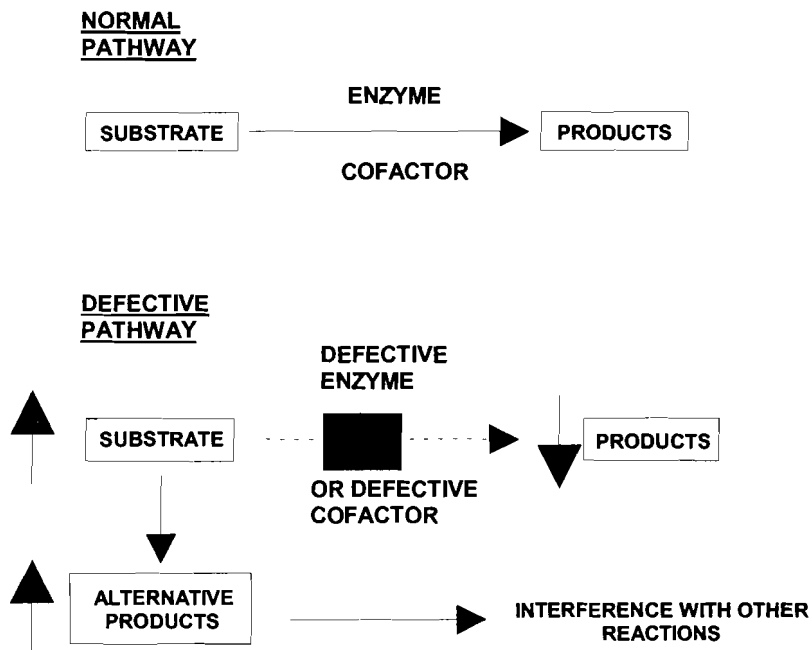 NORMAL
PATHWAY
ENZYME
SUBSTRATE
PRODUCTS
COFACTOR
DEFECTIVE
PATHWAY
DEFECTIVE
ENZYME
SUBSTRATE
PRODUCTS
OR DEFECTIVE
COFACTOR
ALTERNATIVE
PRODUCTS
INTERFERENCE WITH OTHER
REACTIONS